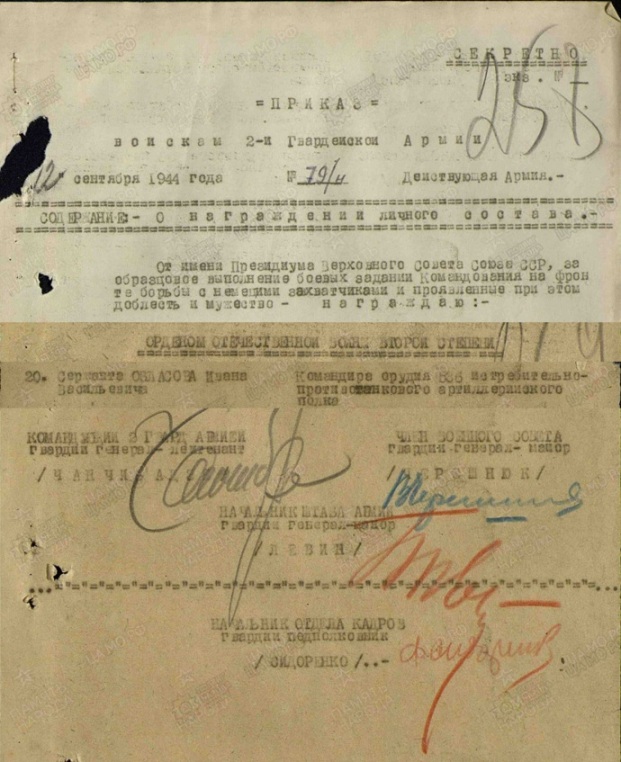 СЕКРЕТНО
экз. №
258
= П Р И К А З =
войскам 2-й Гвардейской Армии
"12" сентября 1944 года № 79/н Действующая Армия.-
СОДЕРЖАНИЕ:- О награждении личного состава.-
От имени Президиума Верховного Совета Союза ССР, за
образцовое выполнение боевых заданий Командования на фрон
те борьбы с немецкими захватчиками и проявленные при этом
доблесть и мужество - награждаю:-
ОРДЕНОМ ОТЕЧЕСТВЕННОЙ ВОЙНЫ ВТОРОЙ СТЕПЕНИ
20. Сержанта Ивана Командира орудия истребительно-
Васильевича противотанкового артиллерийского
полка
КОМАНДУЮЩИЙ 2 ГВАРД АРМИЕЙ ЧЛЕН ВОЕННОГО СОВЕТА
гвардии генерал-лейтенант гвардии-генерал-майор
/ЧАНЧИБАДЗЕ/
НАЧАЛЬНИК ШТАБА АРМИИ
гвардии генерал-майор
/ЛЕВИН/
НАЧАЛЬНИК ОТДЕЛА КАДРОВ
гвардии подполковник
/СИДОРЕНКО/..-